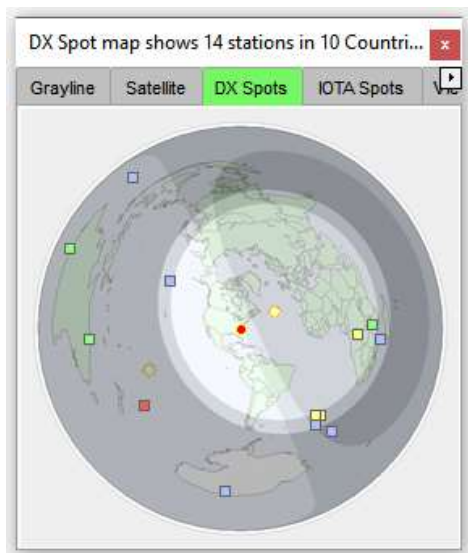 DX Spot map shows 14 stations in 10 Countri...
x
Grayline Satellite DX Spots IOTA Spots